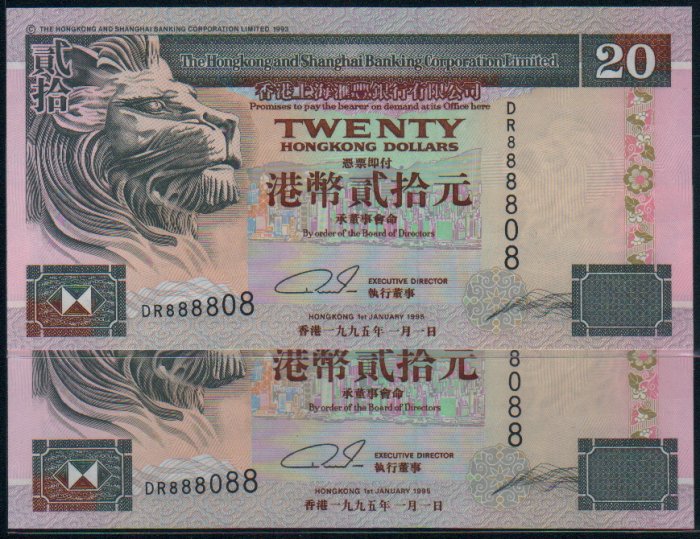 © THE HONGKONG AND SHANGHAI BANKING CORPORATION LIMITED 1993
貳拾
The Hongkong and Shanghai Banking Corporation Limited
20
香港上海滙豐銀行有限公司
Promises to pay the bearer on demand at its Office here
TWENTY
HONGKONG DOLLARS
憑票即付
港幣貳拾元
承董事會命
By order of the Board of Directors
DR888808
EXECUTIVE DIRECTOR
執行董事
DR888808
HONGKONG 1st JANUARY 1995
香港一九九五年一月一日
港幣貳拾元
承董事會命
By order of the Board of Directors
8088
EXECUTIVE DIRECTOR
執行董事
DR888088
HONGKONG 1st JANUARY 1995
香港一九九五年一月一日